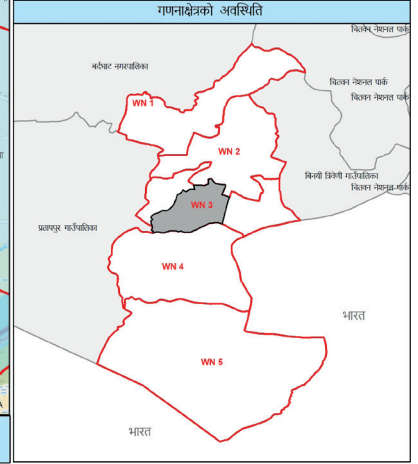 गणनाक्षेत्रको अवस्थिति
चितवन नेशनल पार्क
बर्दघाट नगरपालिका
चितवन नेशनल पार्क
चितवन नेशनल पार्क
WN 1
WN 2
बिनयी त्रिवेणी गाउँपालिका
चितवन नेशनल पार्क
WN 3
प्रतापपुर गाउँपालिका
WN 4
भारत
WN 5
भारत